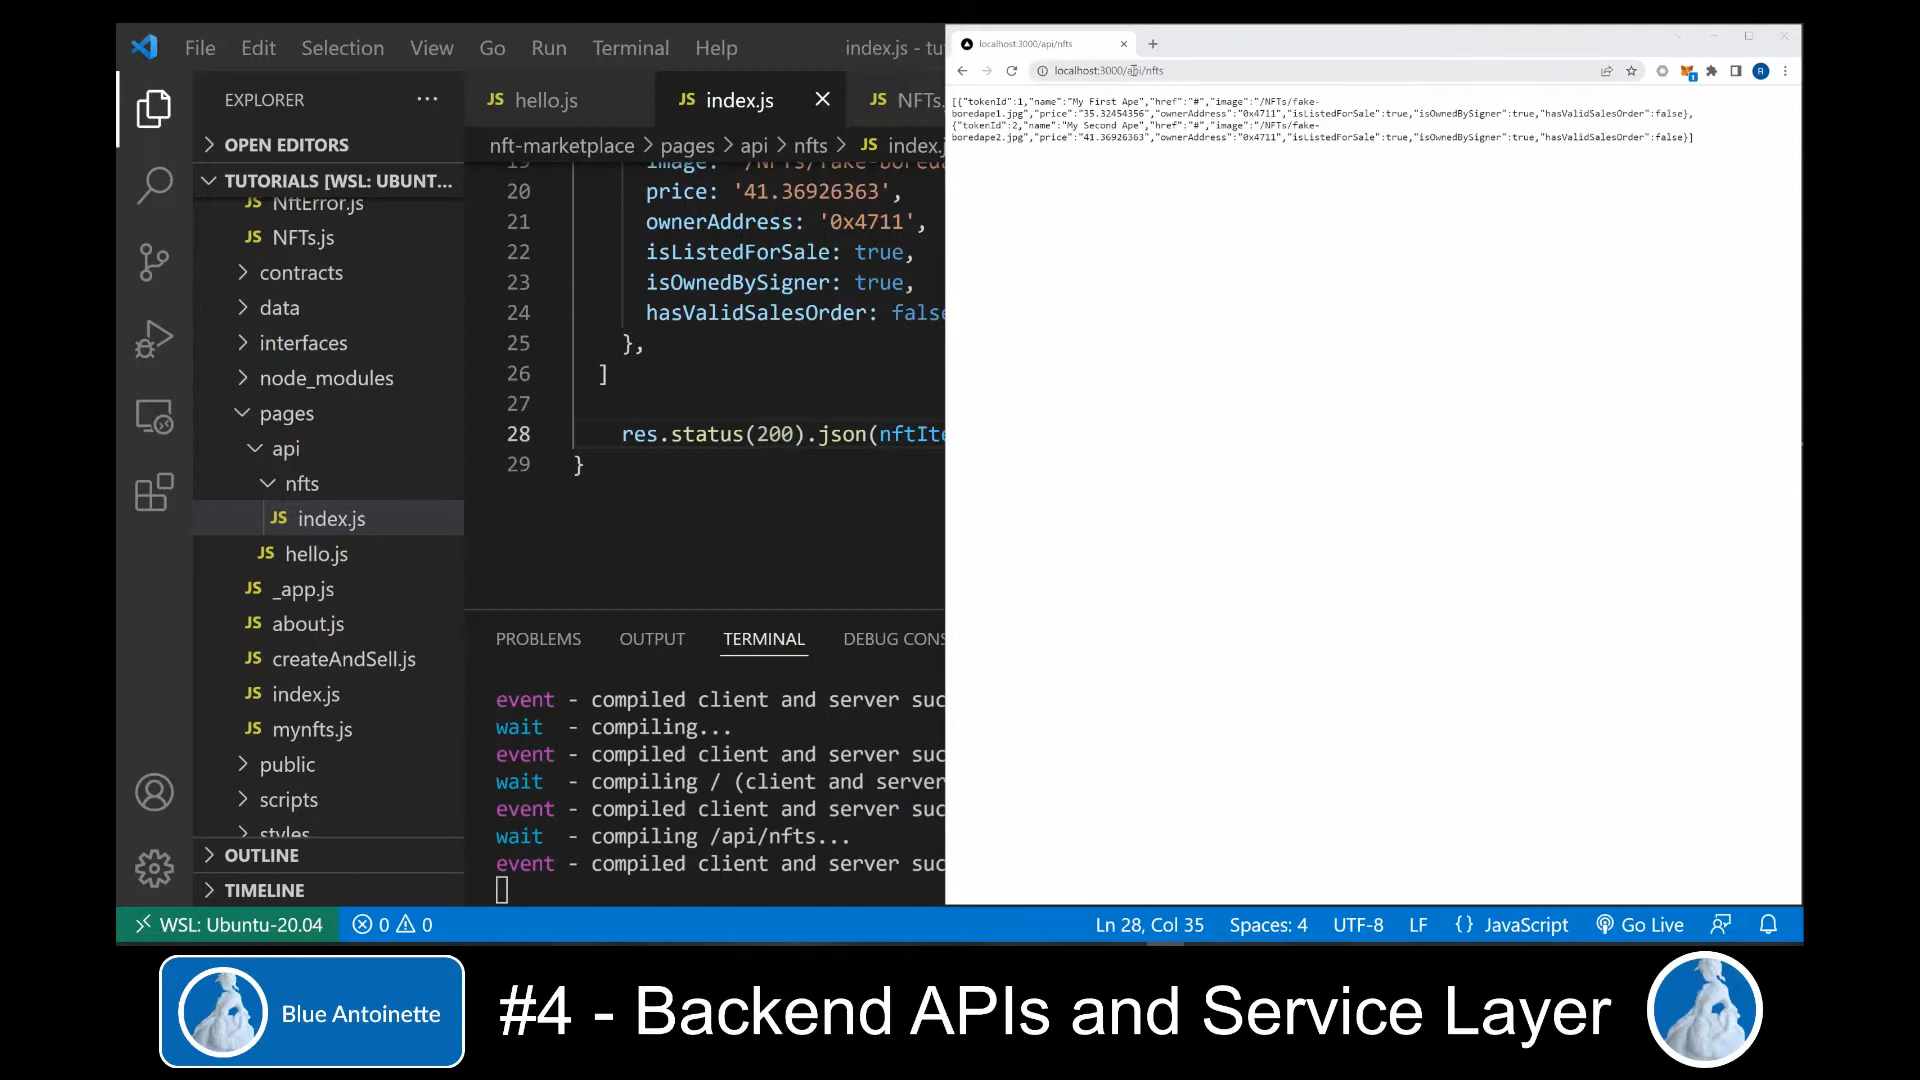 File Edit Selection View Go Run Terminal Help index.js - tu
EXPLORER
OPEN EDITORS
TUTORIALS [WSL: UBUNT...
NftError.js
NFTs.js
contracts
data
interfaces
node_modules
pages
api
nfts
index.js
hello.js
_app.js
about.js
createAndSell.js
index.js
mynfts.js
public
scripts
styles
OUTLINE
TIMELINE
JS hello.js JS index.js JS NFTs.
nft-marketplace > pages > api > nfts > JS index.js
19 image: '/NFTs/fake-bored
20 price: '41.36926363',
21 ownerAddress: '0x4711',
22 isListedForSale: true,
23 isOwnedBySigner: true,
24 hasValidSalesOrder: false
25 },
26 ]
27
28 res.status(200).json(nftIte
29 }
PROBLEMS OUTPUT TERMINAL DEBUG CONS
event - compiled client and server suc
wait - compiling...
event - compiled client and server suc
wait - compiling / (client and server
event - compiled client and server suc
wait - compiling /api/nfts...
event - compiled client and server suc
localhost:3000/api/nfts
localhost:3000/api/nfts
[{"tokenId":1,"name":"My First Ape","href":"#","image":"/NFTs/fake-
boredape1.jpg","price":"35.32454356","ownerAddress":"0x4711","isListedForSale":true,"isOwnedBySigner":true,"hasValidSalesOrder":false},
{"tokenId":2,"name":"My Second Ape","href":"#","image":"/NFTs/fake-
boredape2.jpg","price":"41.36926363","ownerAddress":"0x4711","isListedForSale":true,"isOwnedBySigner":true,"hasValidSalesOrder":false}]
WSL: Ubuntu-20.04 0 0 Ln 28, Col 35 Spaces: 4 UTF-8 LF {} JavaScript Go Live
Blue Antoinette
#4 - Backend APIs and Service Layer